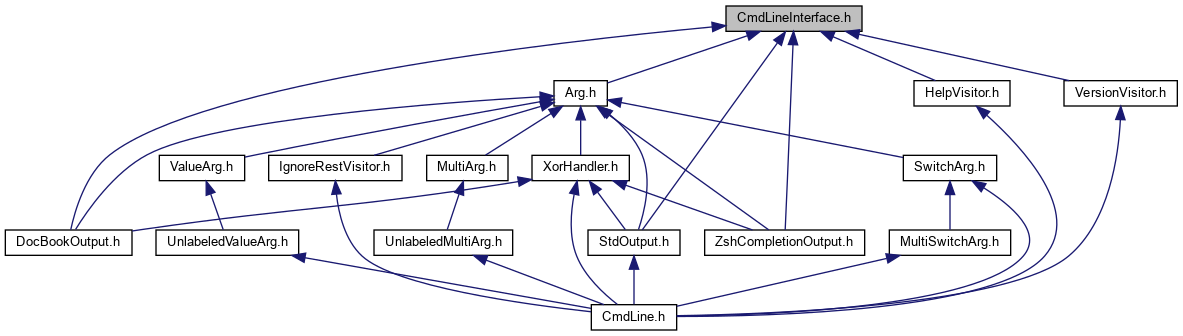 CmdLineInterface.h
Arg.h
HelpVisitor.h
VersionVisitor.h
ValueArg.h
IgnoreRestVisitor.h
MultiArg.h
XorHandler.h
SwitchArg.h
DocBookOutput.h
UnlabeledValueArg.h
UnlabeledMultiArg.h
StdOutput.h
ZshCompletionOutput.h
MultiSwitchArg.h
CmdLine.h